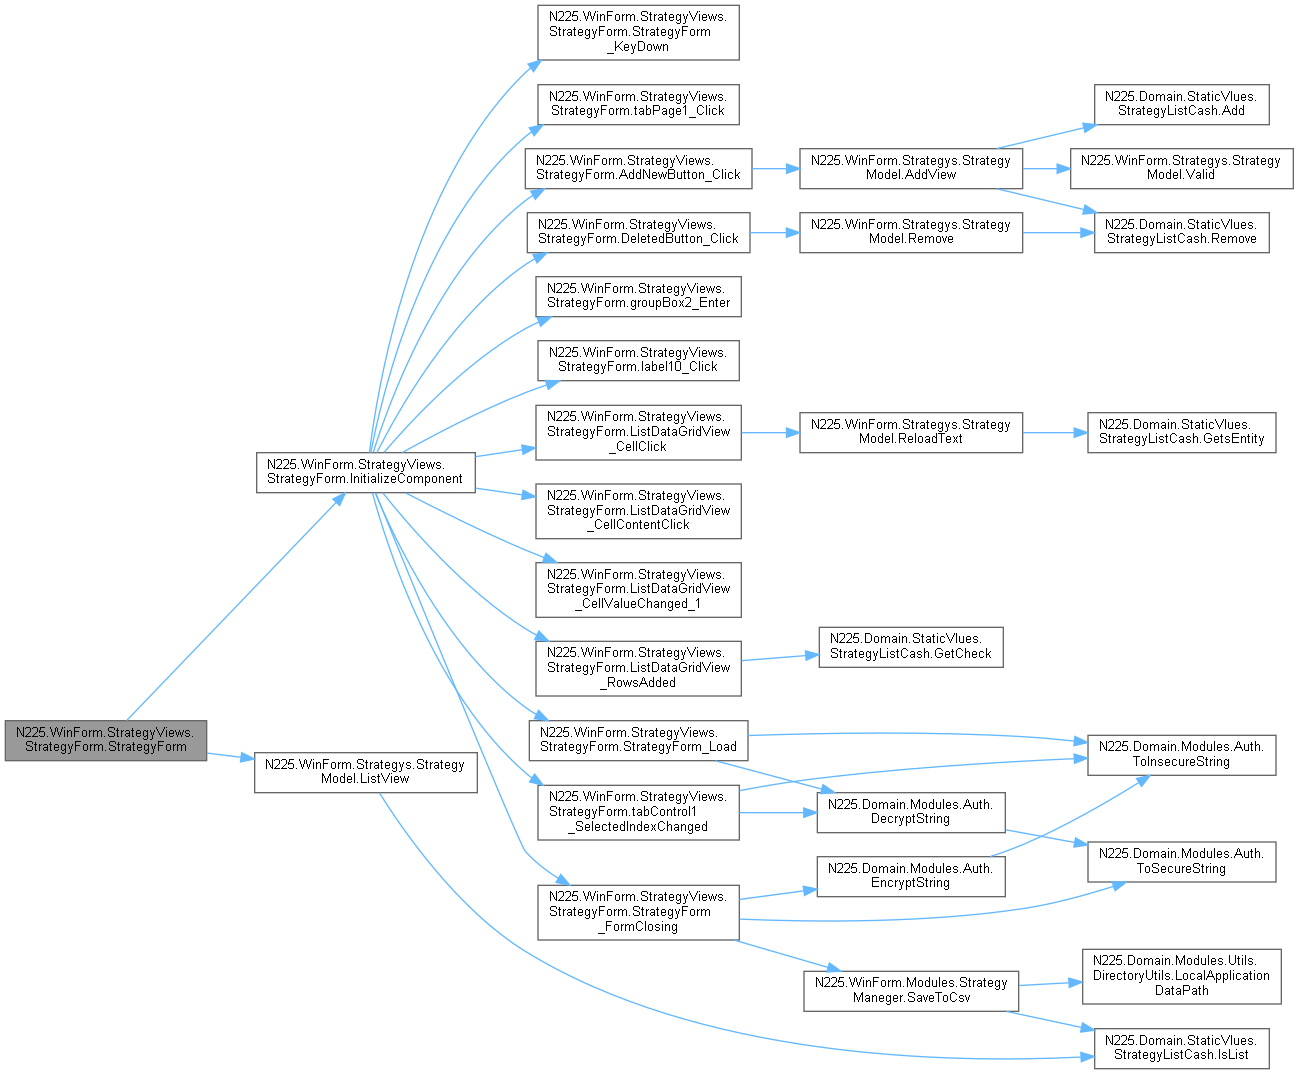 N225.WinForm.StrategyViews.
StrategyForm.StrategyForm
N225.WinForm.StrategyViews.
StrategyForm.InitializeComponent
N225.WinForm.Strategys.Strategy
Model.ListView
N225.WinForm.StrategyViews.
StrategyForm.StrategyForm
_KeyDown
N225.WinForm.StrategyViews.
StrategyForm.tabPage1_Click
N225.WinForm.StrategyViews.
StrategyForm.AddNewButton_Click
N225.WinForm.StrategyViews.
StrategyForm.DeletedButton_Click
N225.WinForm.StrategyViews.
StrategyForm.groupBox2_Enter
N225.WinForm.StrategyViews.
StrategyForm.label10_Click
N225.WinForm.StrategyViews.
StrategyForm.ListDataGridView
_CellClick
N225.WinForm.StrategyViews.
StrategyForm.ListDataGridView
_CellContentClick
N225.WinForm.StrategyViews.
StrategyForm.ListDataGridView
_CellValueChanged_1
N225.WinForm.StrategyViews.
StrategyForm.ListDataGridView
_RowsAdded
N225.WinForm.StrategyViews.
StrategyForm.StrategyForm_Load
N225.WinForm.StrategyViews.
StrategyForm.tabControl1
_SelectedIndexChanged
N225.WinForm.StrategyViews.
StrategyForm.StrategyForm
_FormClosing
N225.WinForm.Strategys.Strategy
Model.AddView
N225.WinForm.Strategys.Strategy
Model.Remove
N225.WinForm.Strategys.Strategy
Model.ReloadText
N225.Domain.StaticVlues.
StrategyListCash.GetCheck
N225.Domain.Modules.Auth.
DecryptString
N225.Domain.Modules.Auth.
EncryptString
N225.WinForm.Modules.Strategy
Maneger.SaveToCsv
N225.Domain.StaticVlues.
StrategyListCash.Add
N225.WinForm.Strategys.Strategy
Model.Valid
N225.Domain.StaticVlues.
StrategyListCash.Remove
N225.Domain.StaticVlues.
StrategyListCash.GetsEntity
N225.Domain.Modules.Auth.
ToInsecureString
N225.Domain.Modules.Auth.
ToSecureString
N225.Domain.Modules.Utils.
DirectoryUtils.LocalApplication
DataPath
N225.Domain.StaticVlues.
StrategyListCash.IsList